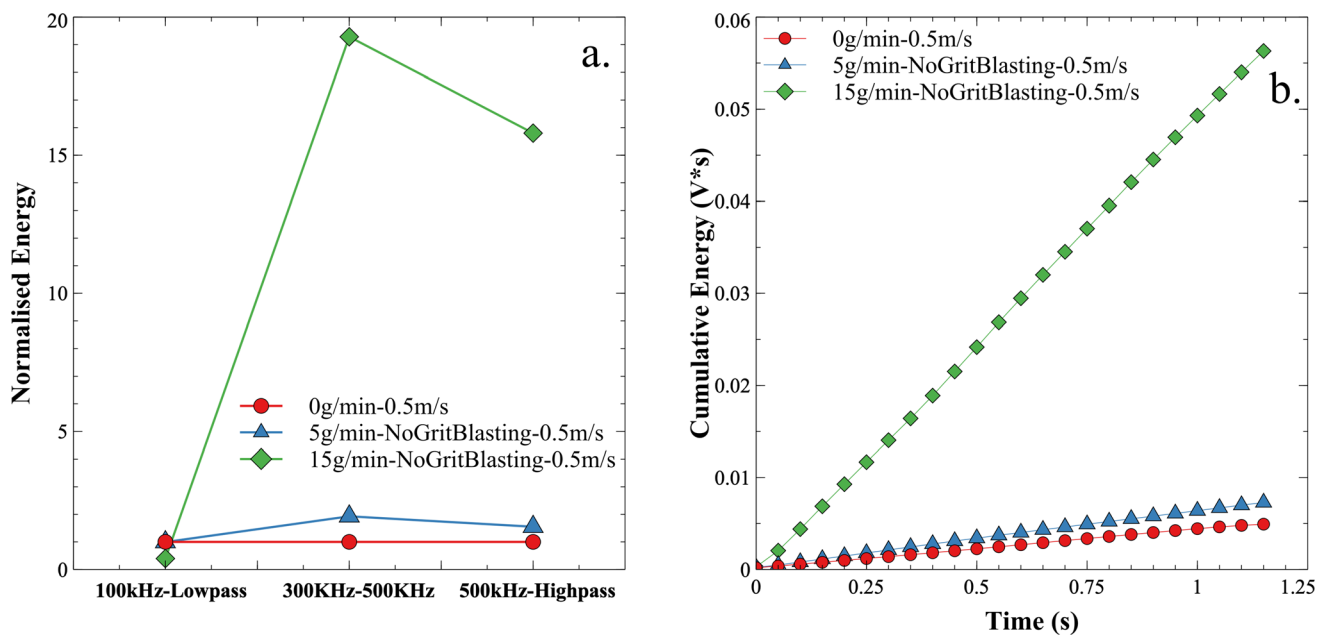 20
15
10
5
0
Normalised Energy
a.
0g/min-0.5m/s
5g/min-NoGritBlasting-0.5m/s
15g/min-NoGritBlasting-0.5m/s
100kHz-Lowpass
300KHz-500KHz
500kHz-Highpass
0.06
0.05
0.04
0.03
0.02
0.01
0
Cumulative Energy (V*s)
0g/min-0.5m/s
5g/min-NoGritBlasting-0.5m/s
15g/min-NoGritBlasting-0.5m/s
b.
0
0.25
0.5
0.75
1
1.25
Time (s)